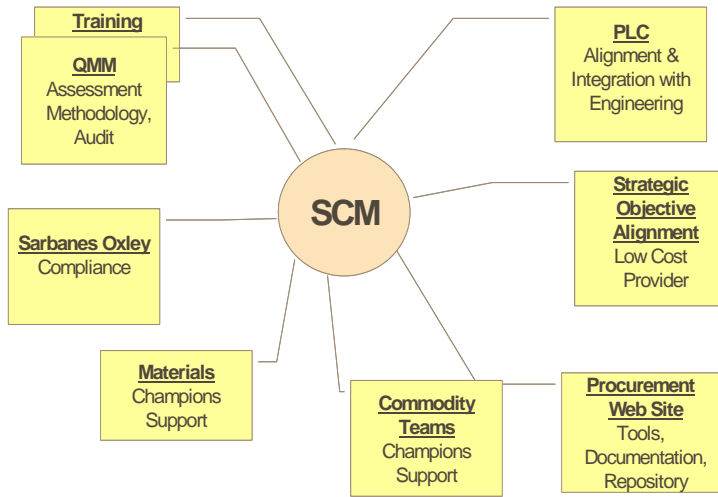 Training
QMM
Assessment
Methodology,
Audit
PLC
Alignment &
Integration with
Engineering
SCM
Strategic
Objective
Alignment
Low Cost
Provider
Sarbanes Oxley
Compliance
Materials
Champions
Support
Commodity
Teams
Champions
Support
Procurement
Web Site
Tools,
Documentation,
Repository